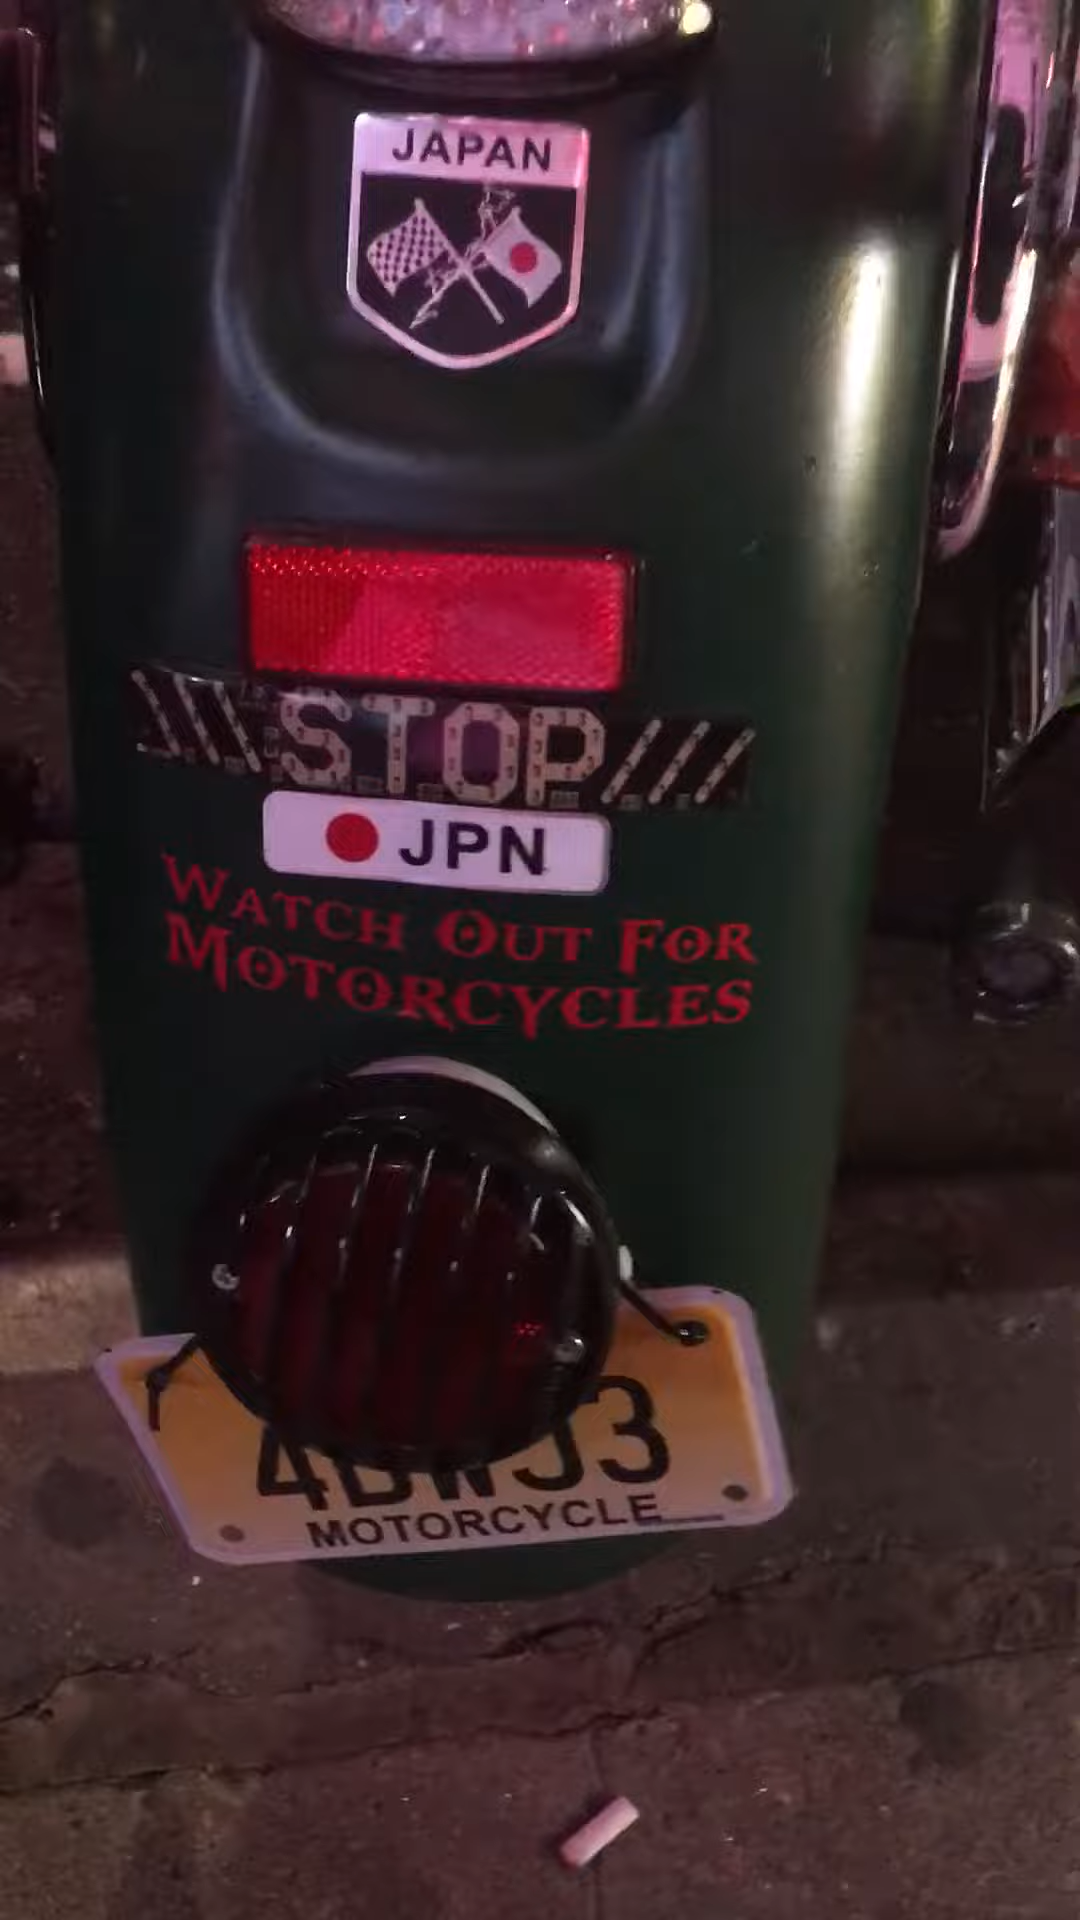 JAPAN
STOP
JPN
WATCH OUT FOR
MOTORCYCLES
MOTORCYCLE